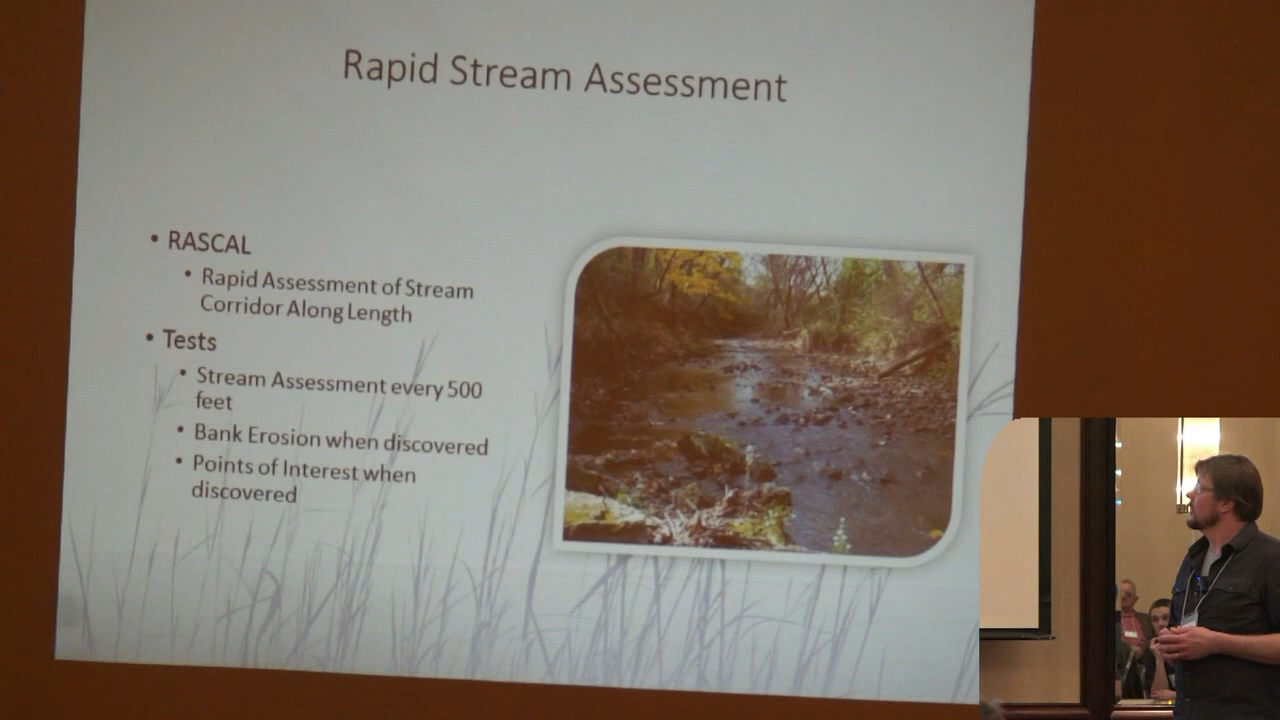 Rapid Stream Assessment
• RASCAL
• Rapid Assessment of Stream
Corridor Along Length
• Tests
• Stream Assessment every 500
feet
• Bank Erosion when discovered
• Points of Interest when
discovered